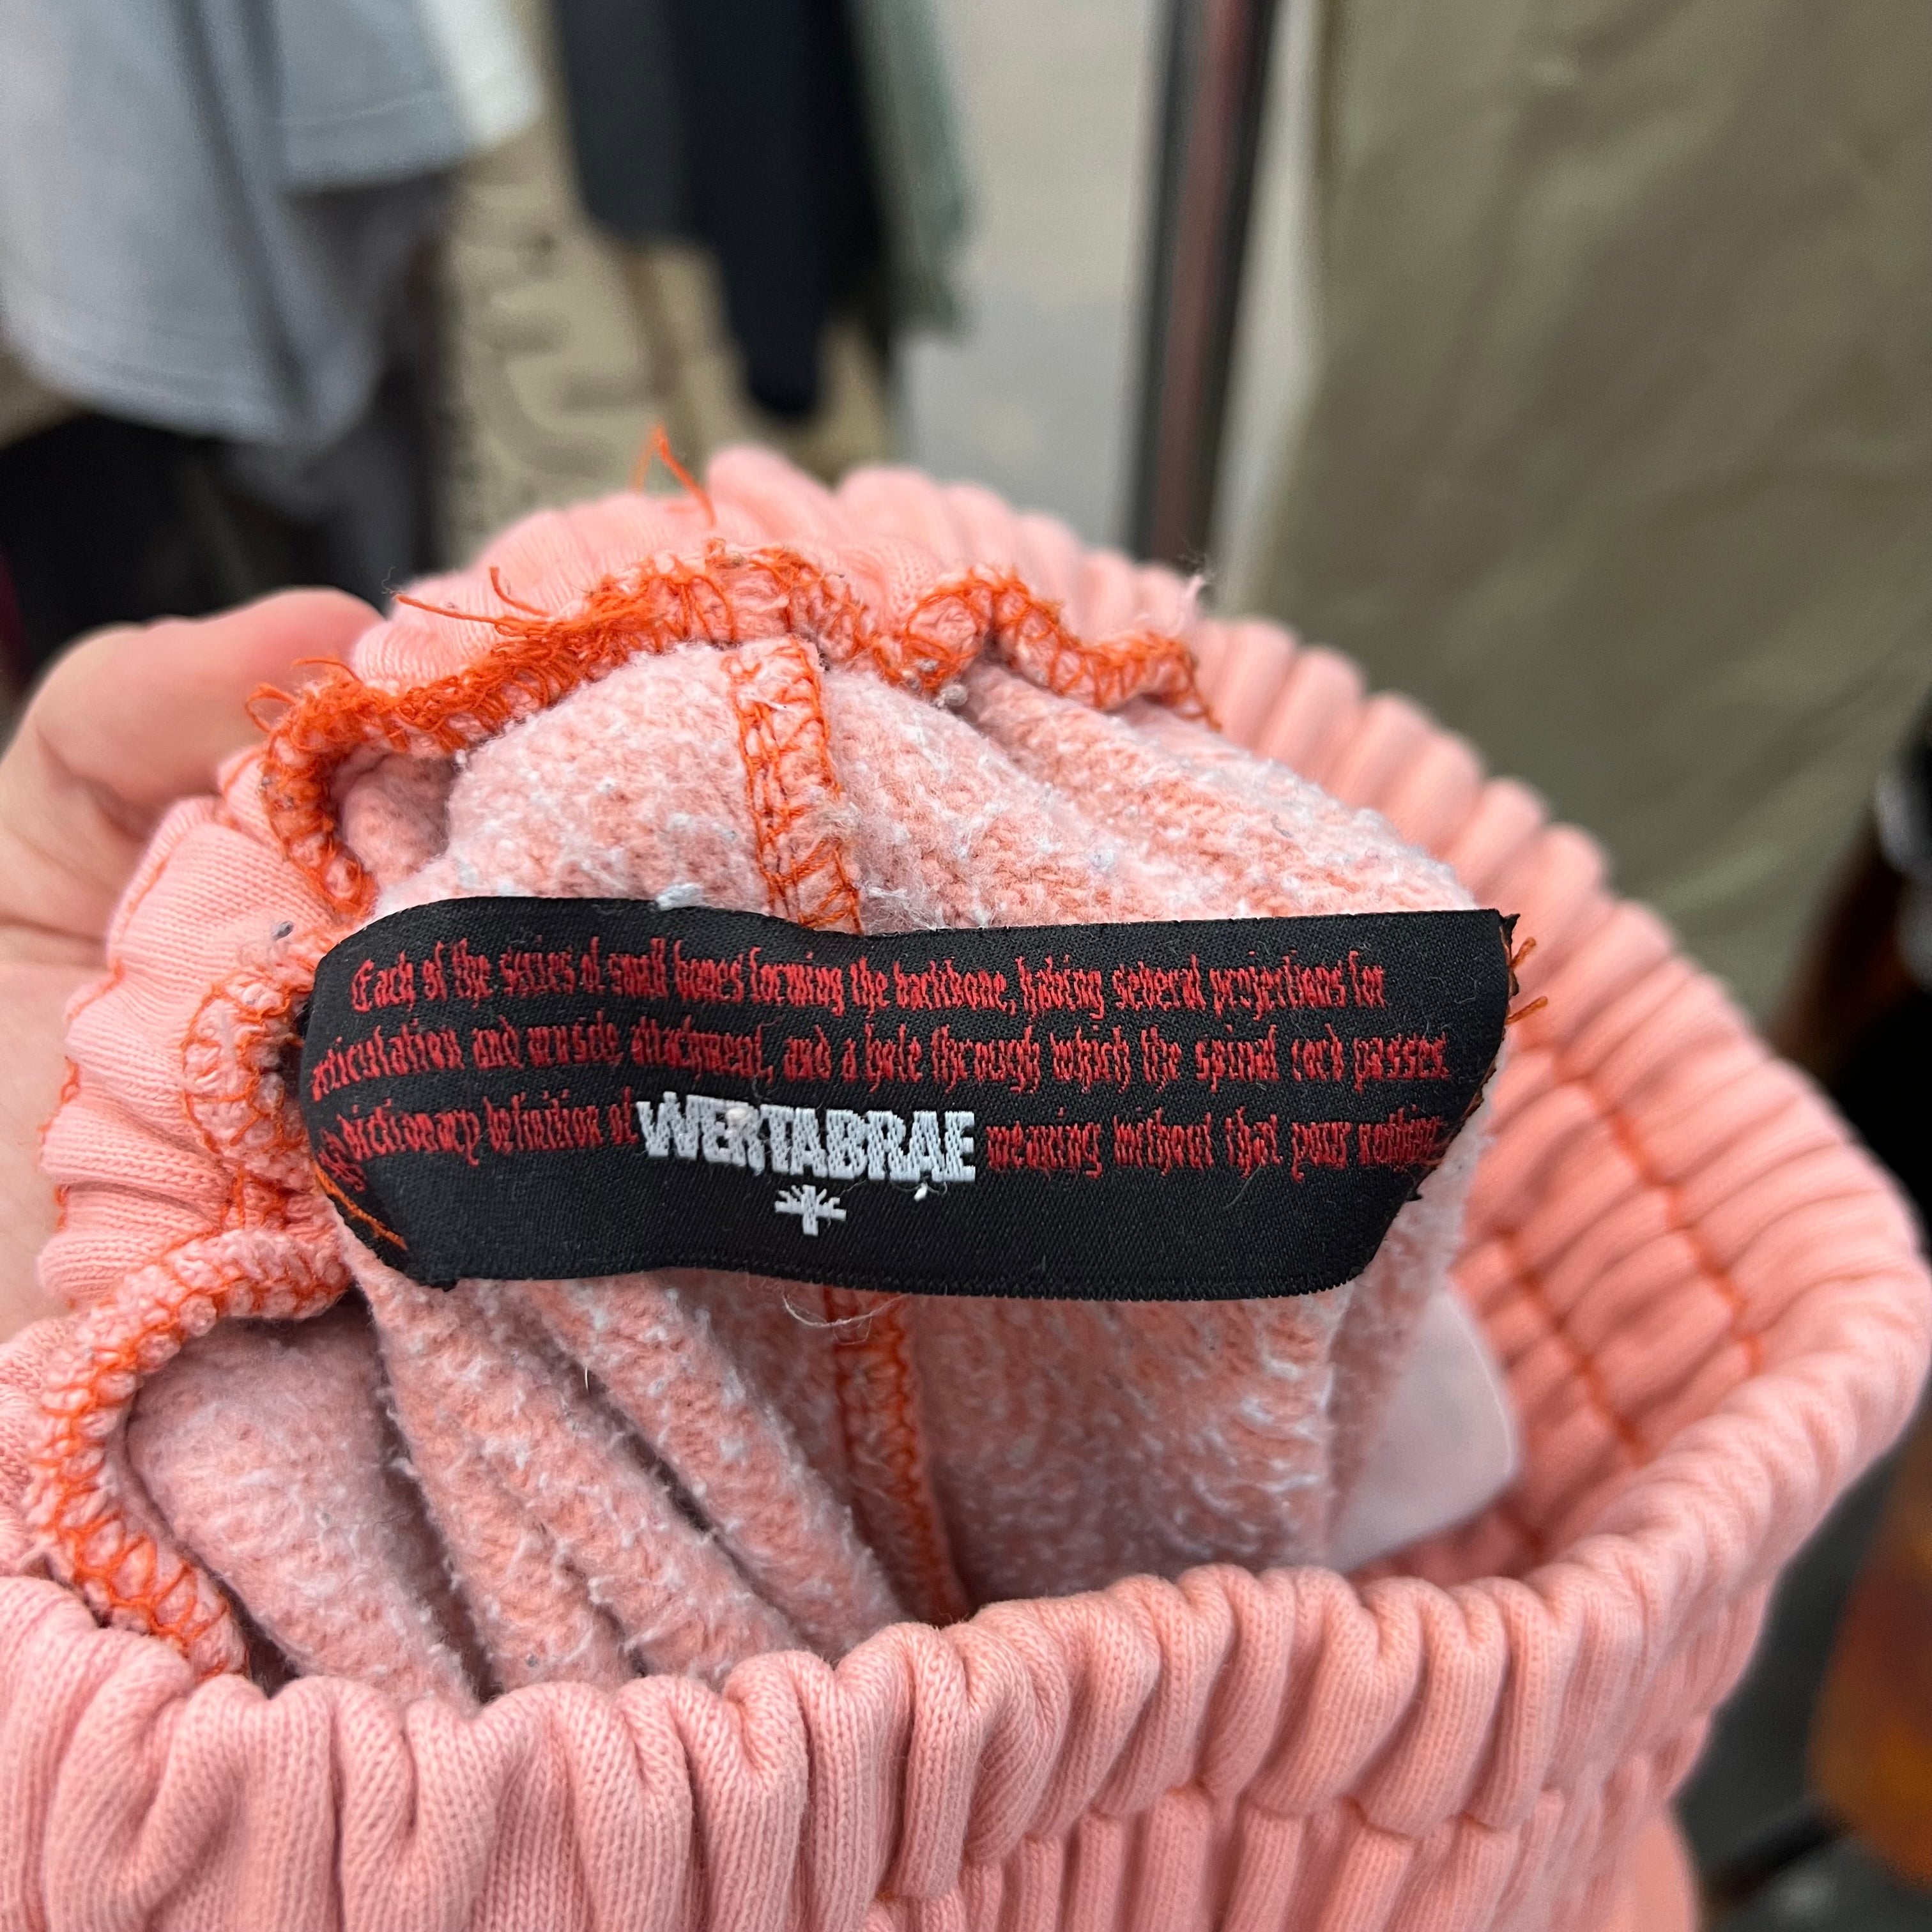 Each of the series of small bones forming the backbone, having several projections for
articulation and muscle attachment, and a hole through which the spinal cord passes.
dictionary definition of WERTABRAE meaning without that your nothing